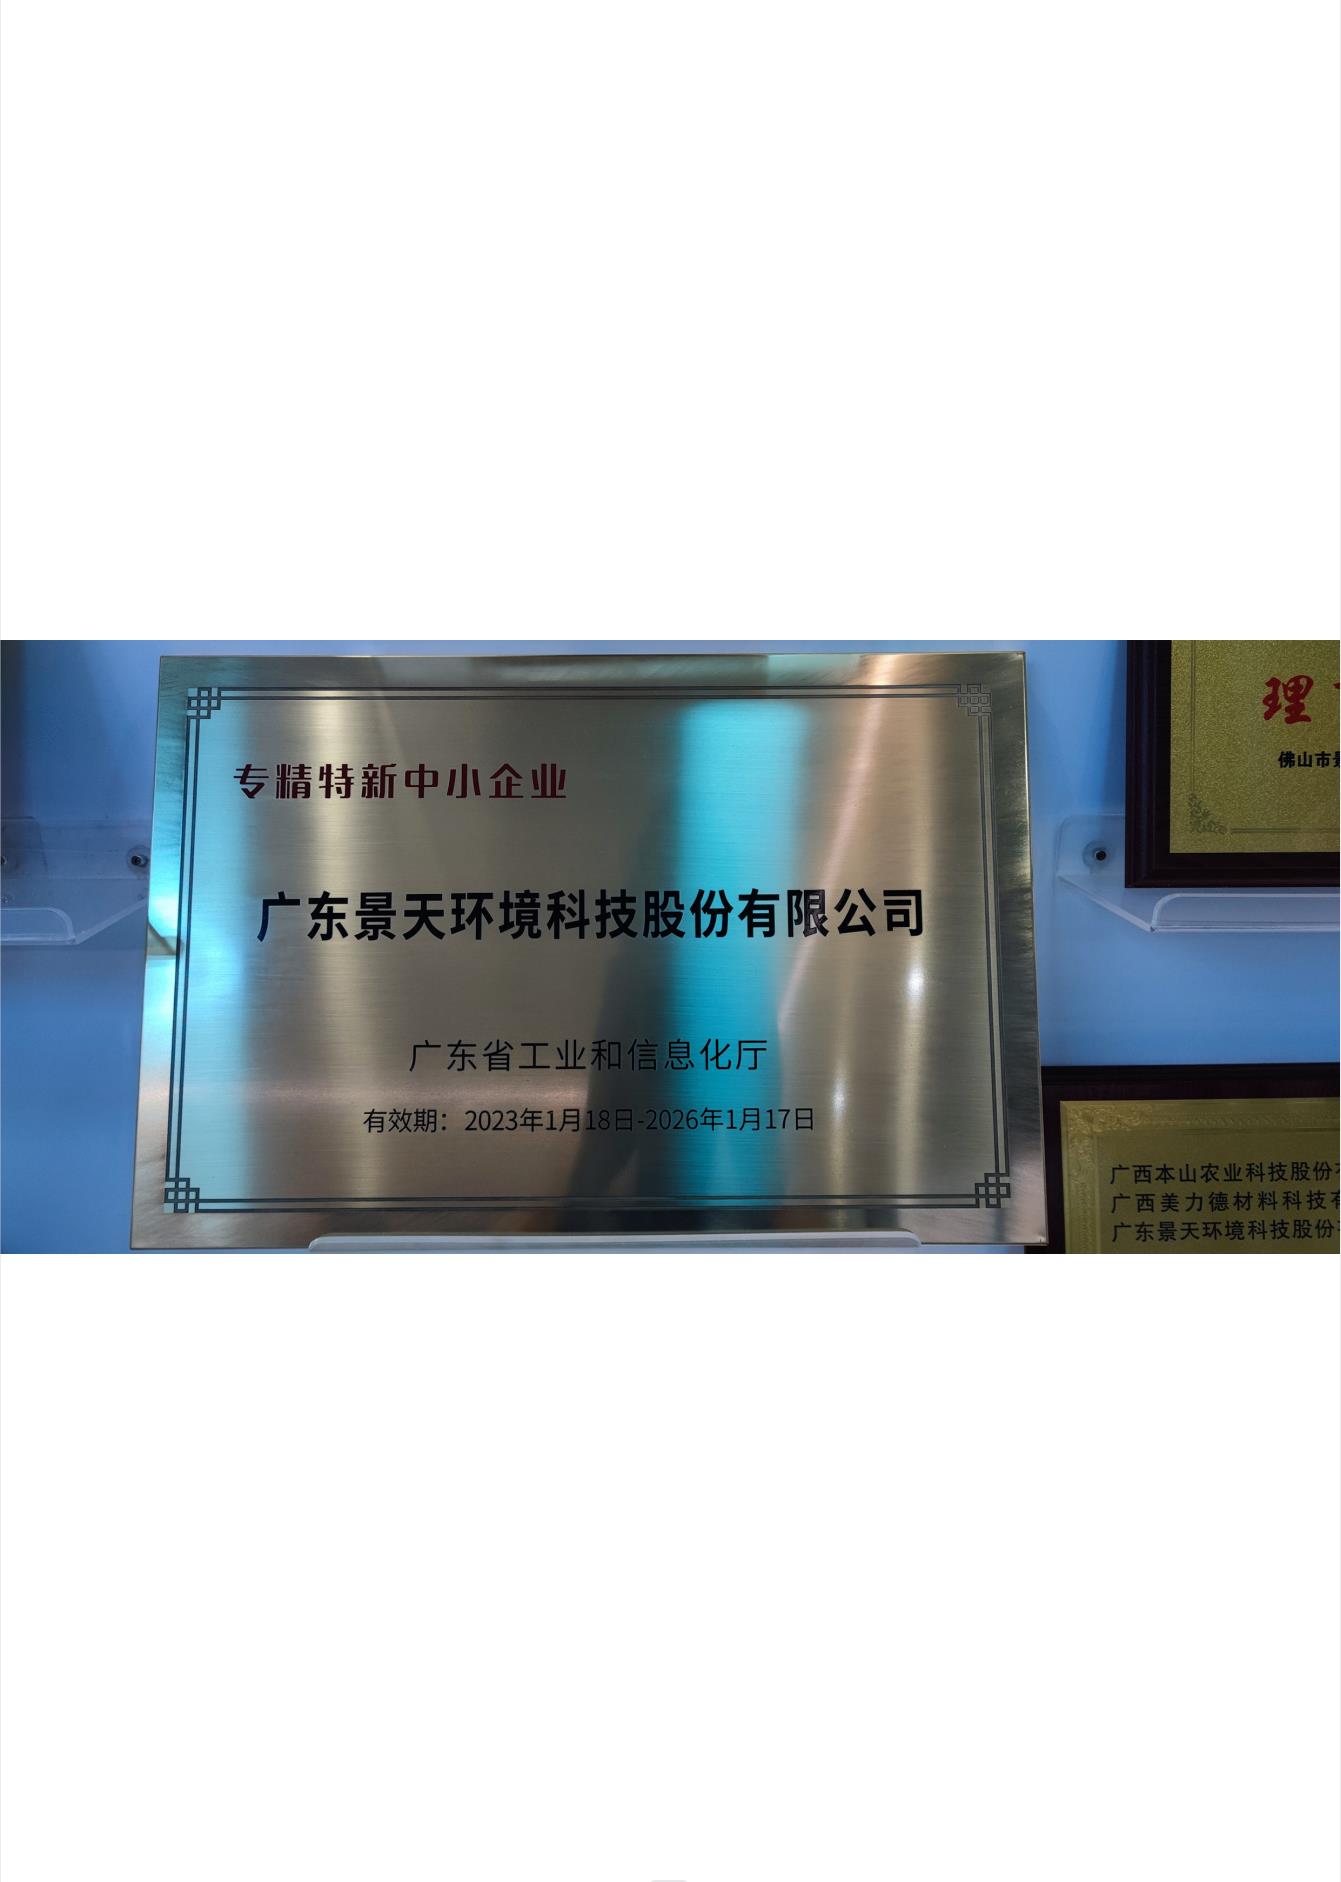 专精特新中小企业
广东景天环境科技股份有限公司
广东省工业和信息化厅
有效期：2023年1月18日-2026年1月17日
理
佛山市景
广西本山农业科技股份有
广西美力德材料科技有
广东景天环境科技股份